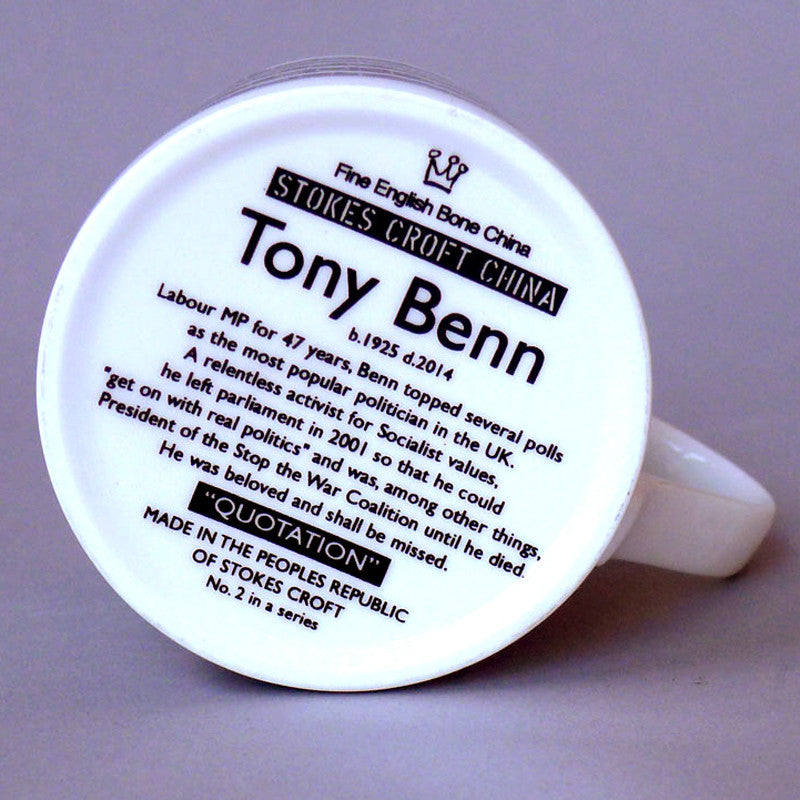 Fine English Bone China
STOKES CROFT CHINA
Tony Benn
b.1925 d.2014
Labour MP for 47 years, Benn topped several polls
as the most popular politician in the UK.
A relentless activist for Socialist values,
he left parliament in 2001 so that he could
"get on with real politics" and was, among other things,
President of the Stop the War Coalition until he died.
He was beloved and shall be missed.
"QUOTATION"
MADE IN THE PEOPLES REPUBLIC
OF STOKES CROFT
No. 2 in a series